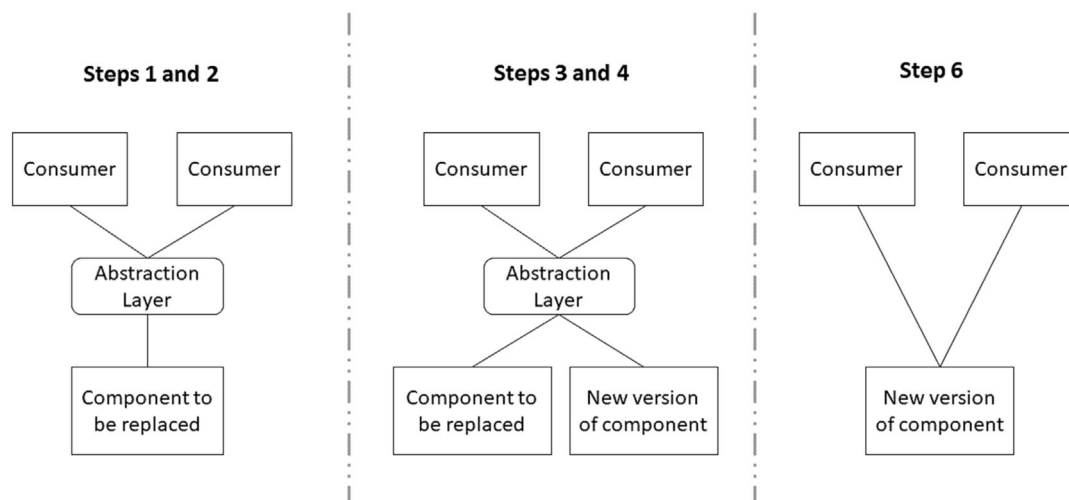 Steps 1 and 2
Consumer
Consumer
Abstraction
Layer
Component to
be replaced
Steps 3 and 4
Consumer
Consumer
Abstraction
Layer
Component to
be replaced
New version
of component
Step 6
Consumer
Consumer
New version
of component